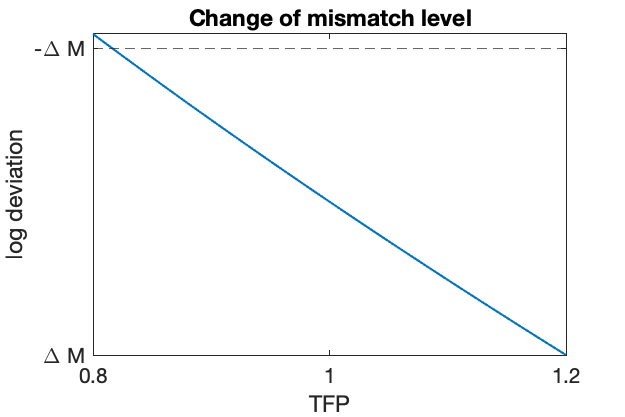 Change of mismatch level
-Δ M
log deviation
Δ M
0.8
1
1.2
TFP